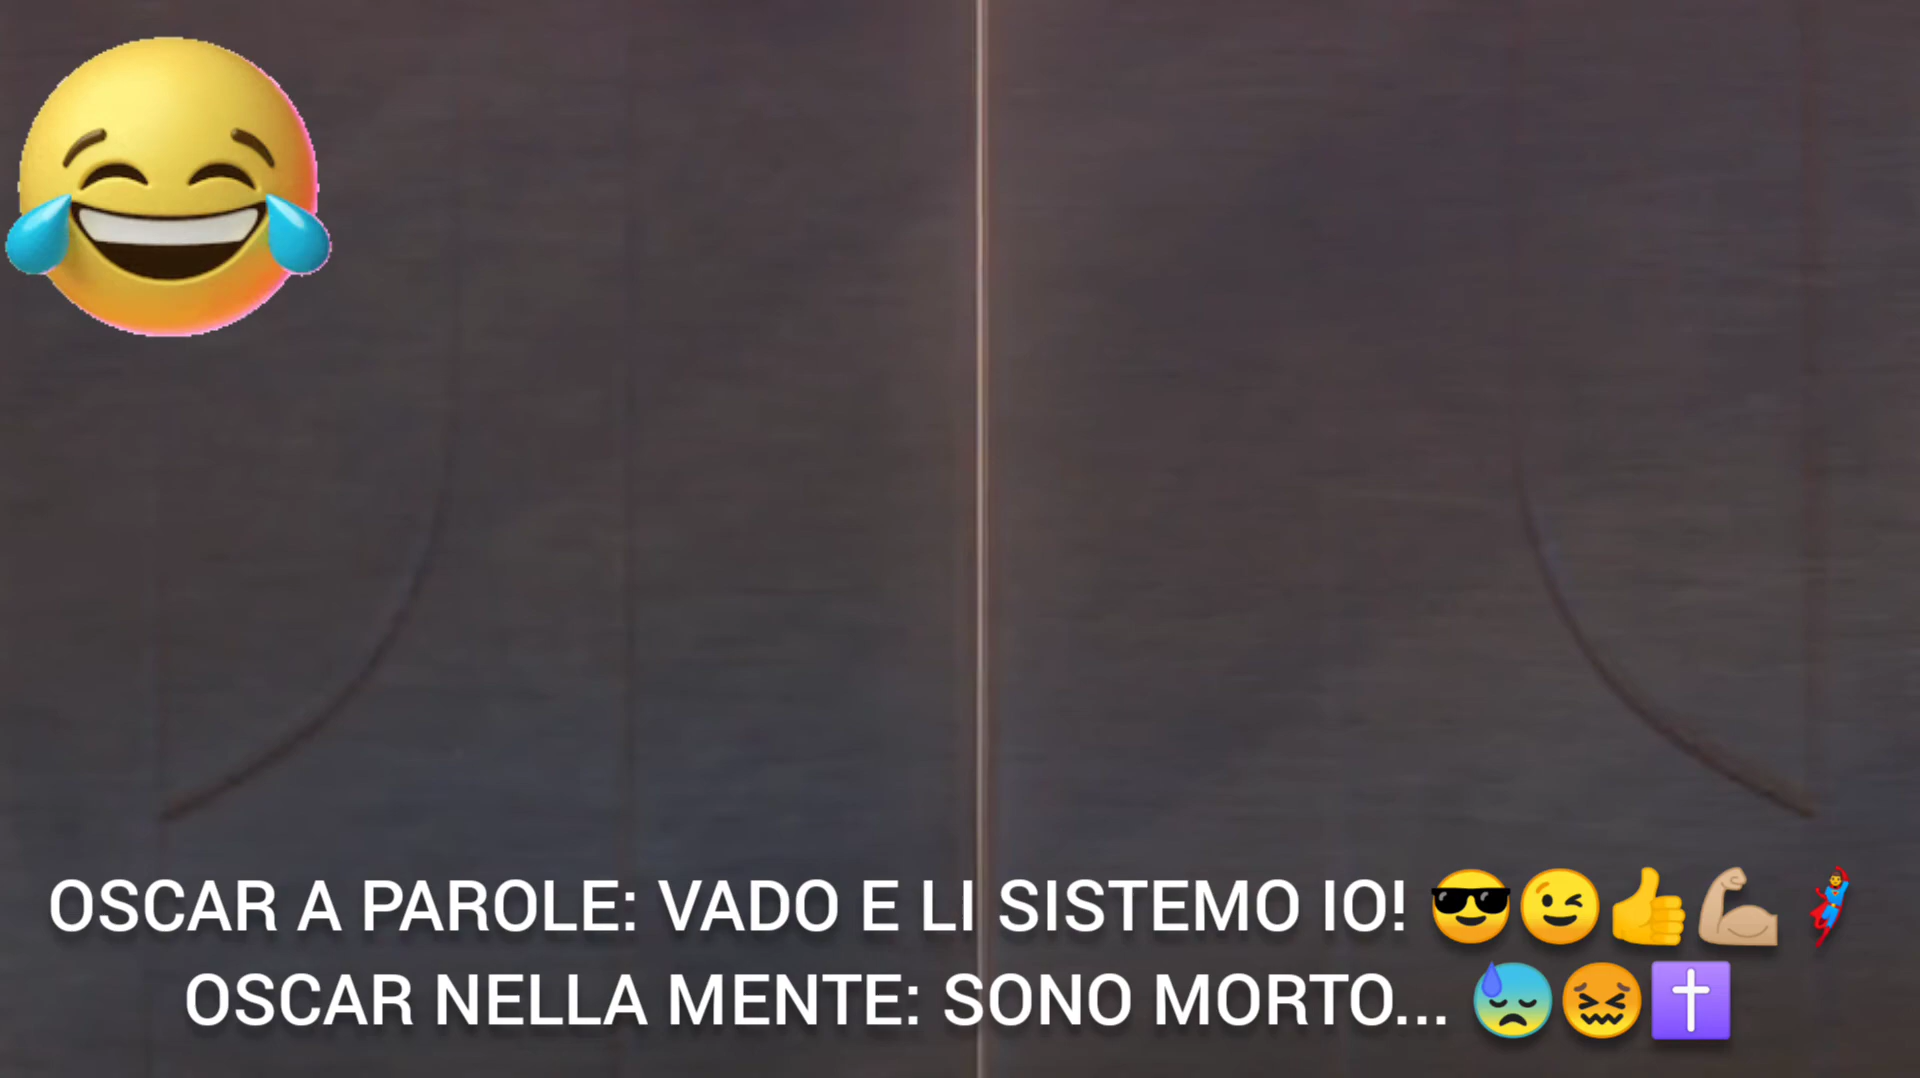 OSCAR A PAROLE: VADO E LI SISTEMO IO! 😎😉👍💪🏼🦸
OSCAR NELLA MENTE: SONO MORTO... 😓😖✝️